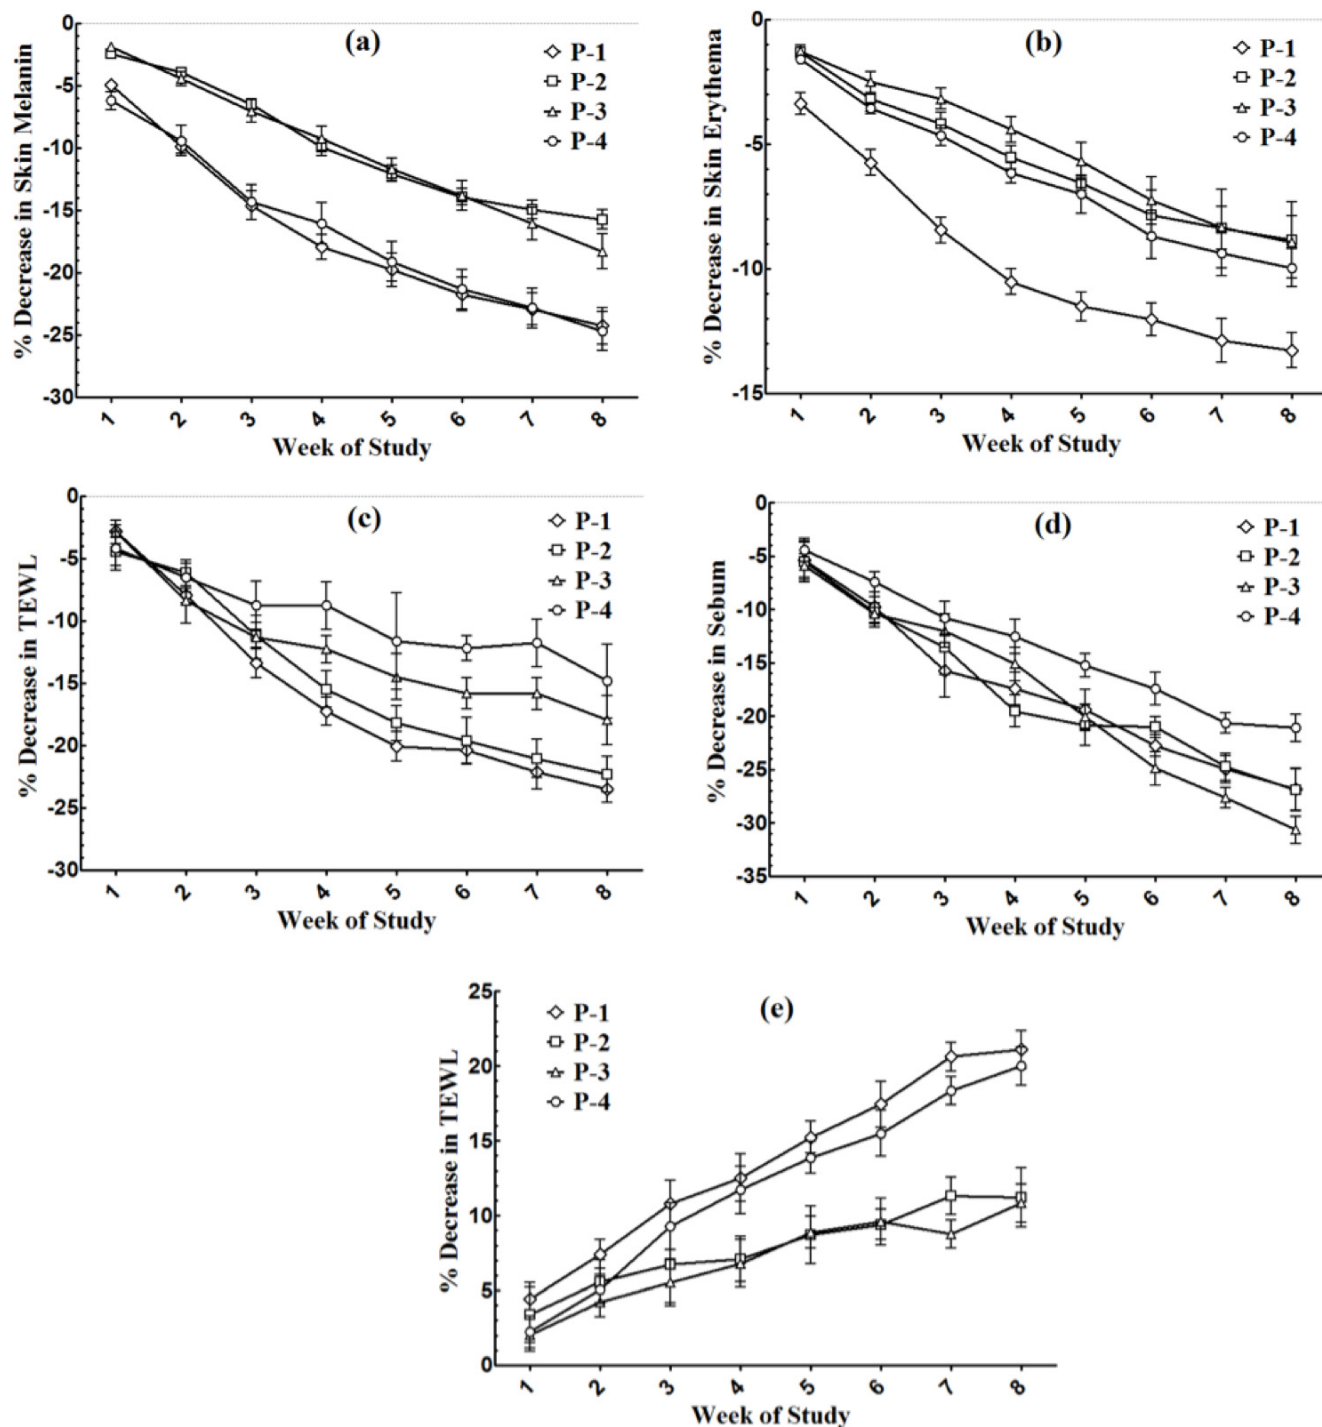 (a)
P-1
P-2
P-3
P-4
% Decrease in Skin Melanin
0
-5
-10
-15
-20
-25
-30
1 2 3 4 5 6 7 8
Week of Study
(b)
P-1
P-2
P-3
P-4
% Decrease in Skin Erythema
0
-5
-10
-15
1 2 3 4 5 6 7 8
Week of Study
(c)
P-1
P-2
P-3
P-4
% Decrease in TEWL
0
-5
-10
-15
-20
-25
-30
1 2 3 4 5 6 7 8
Week of Study
(d)
P-1
P-2
P-3
P-4
% Decrease in Sebum
0
-5
-10
-15
-20
-25
-30
-35
1 2 3 4 5 6 7 8
Week of Study
(e)
P-1
P-2
P-3
P-4
% Decrease in TEWL
25
20
15
10
5
0
1 2 3 4 5 6 7 8
Week of Study